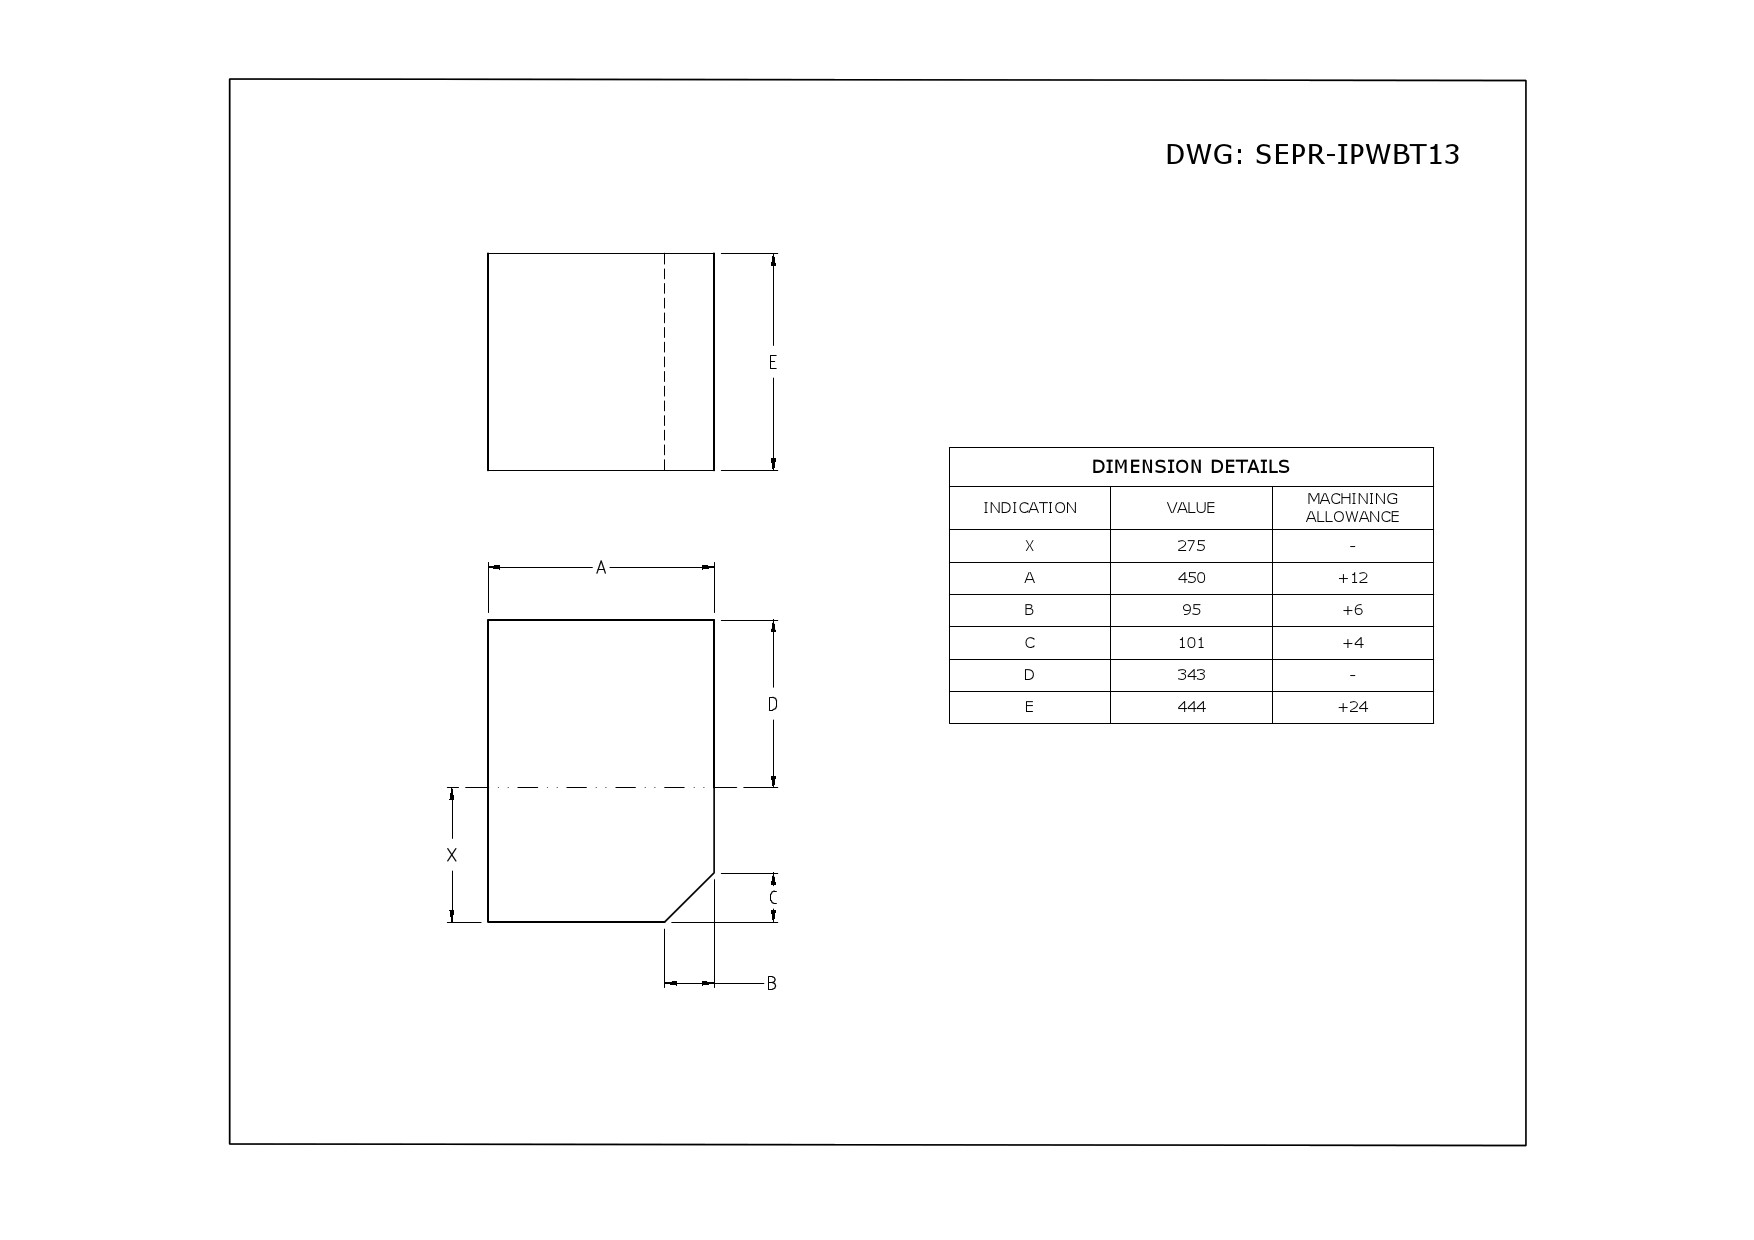 DWG: SEPR-IPWBT13
E
A
D
X
C
B
DIMENSION DETAILS
INDICATION VALUE MACHINING ALLOWANCE
X 275 -
A 450 +12
B 95 +6
C 101 +4
D 343 -
E 444 +24